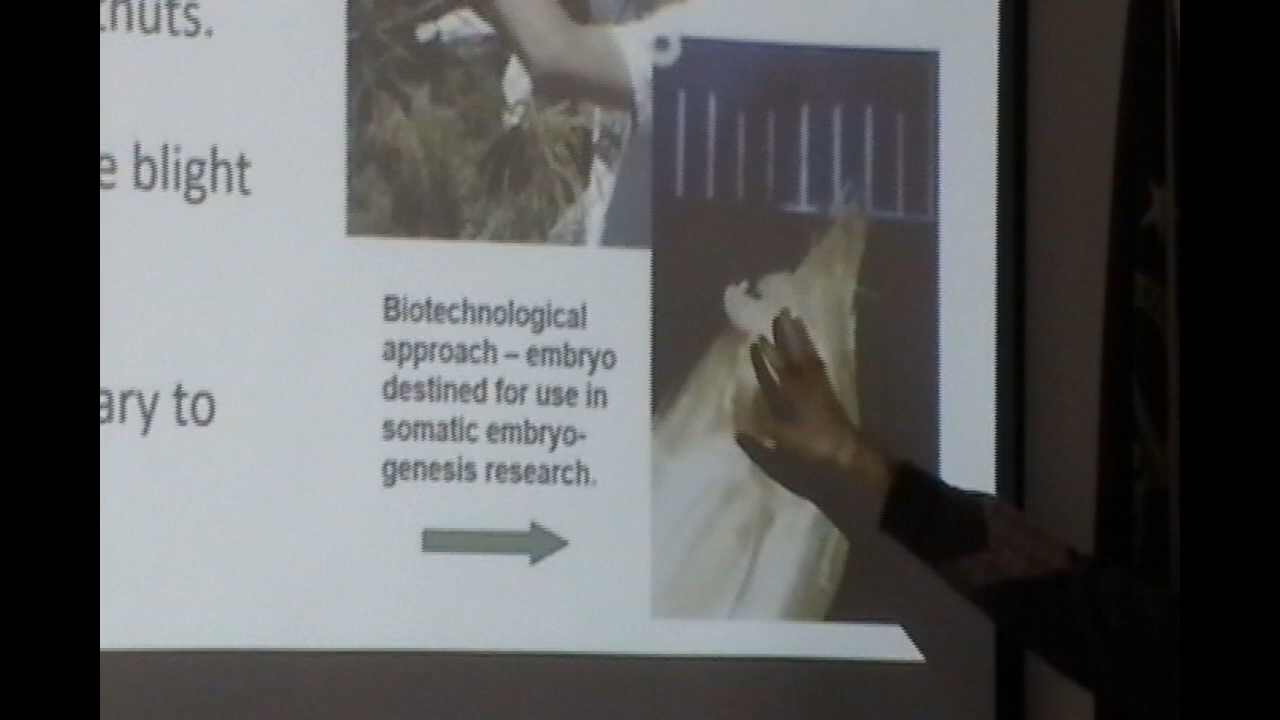 nuts.
e blight
ary to
Biotechnological
approach – embryo
destined for use in
somatic embryo-
genesis research.